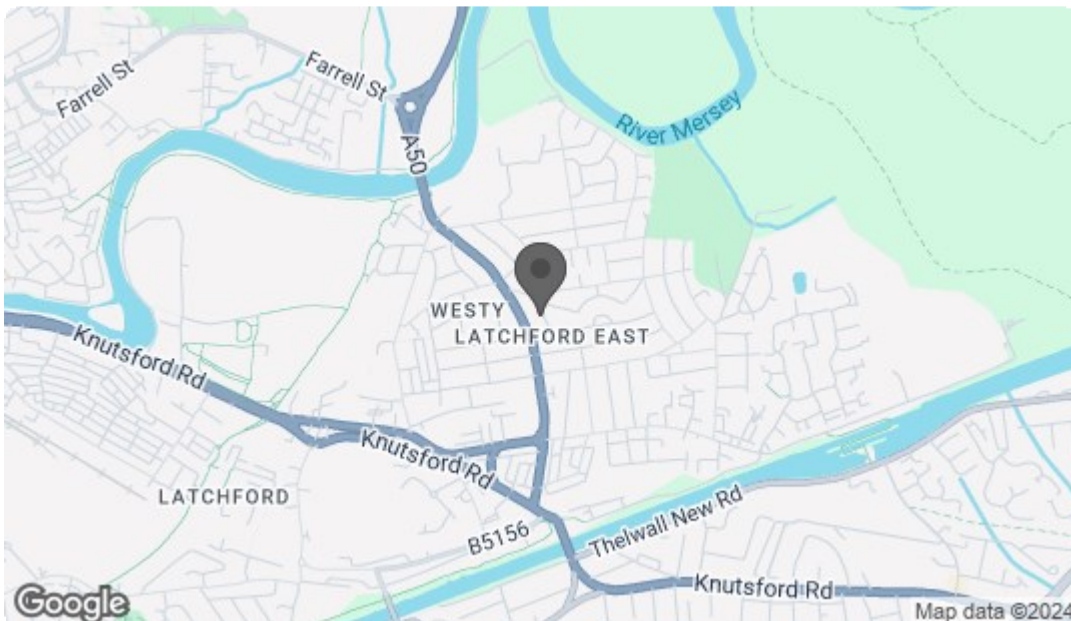 Farrell St
Farrell St
River Mersey
A50
WESTY
LATCHFORD EAST
Knutsford Rd
Knutsford Rd
LATCHFORD
Thelwall New Rd
B5156
Knutsford Rd
Google
Map data ©2024